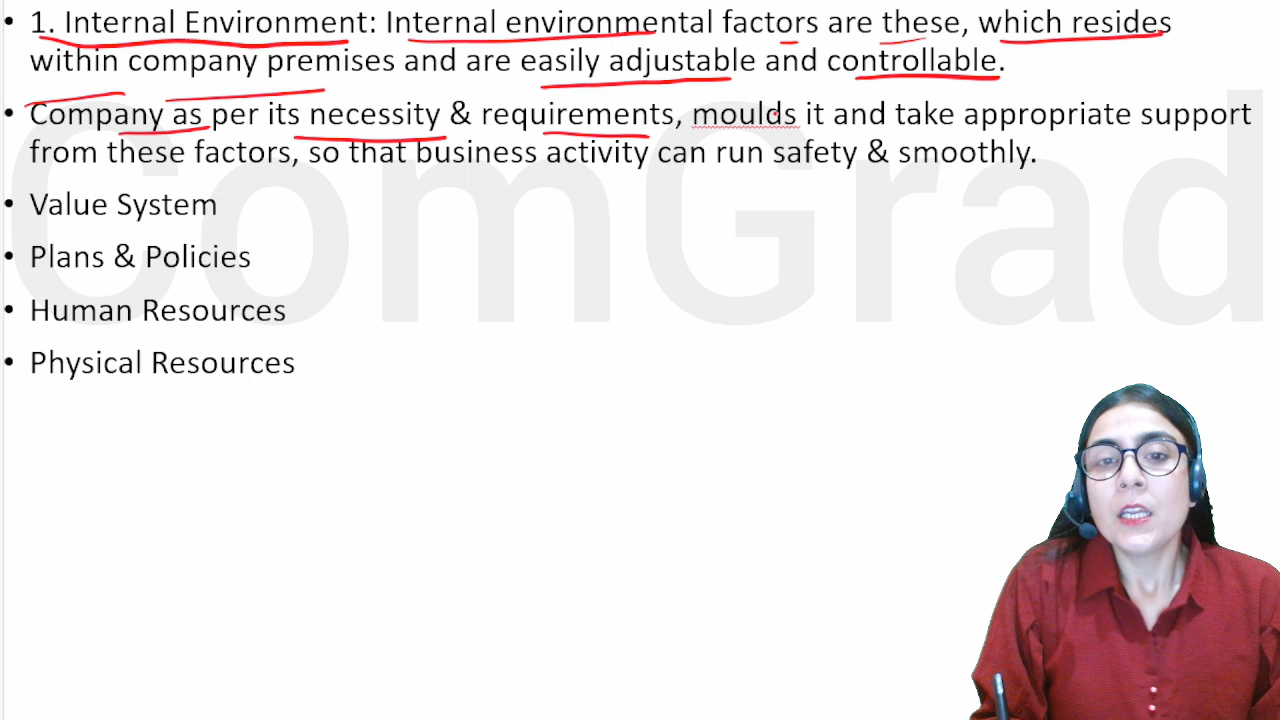 • 1. Internal Environment: Internal environmental factors are these, which resides
within company premises and are easily adjustable and controllable.
• Company as per its necessity & requirements, moulds it and take appropriate support
from these factors, so that business activity can run safety & smoothly.
• Value System
• Plans & Policies
• Human Resources
• Physical Resources
ComGrad